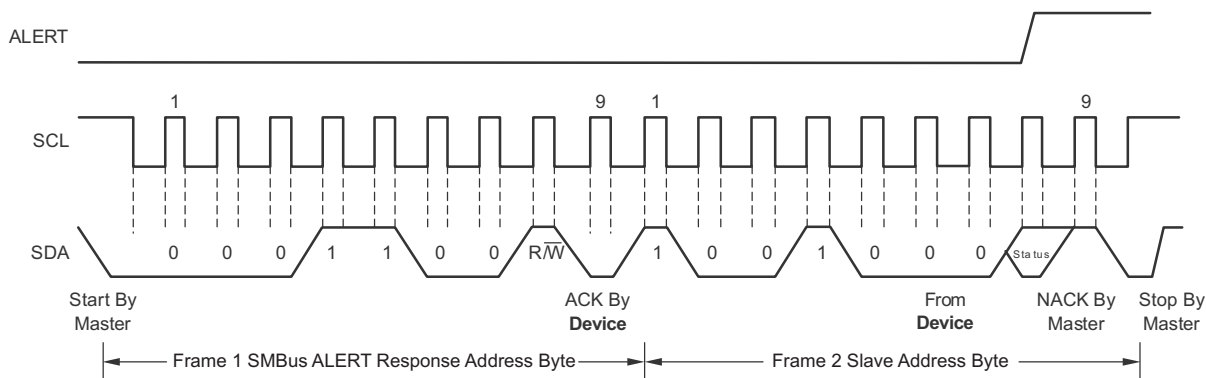 ALERT
1 9 1 9
SCL
SDA 0 0 0 1 1 0 0 R/W̅ 1 0 0 1 0 0 0 Status
Start By Master
ACK By Device
From Device
NACK By Master
Stop By Master
Frame 1 SMBus ALERT Response Address Byte
Frame 2 Slave Address Byte